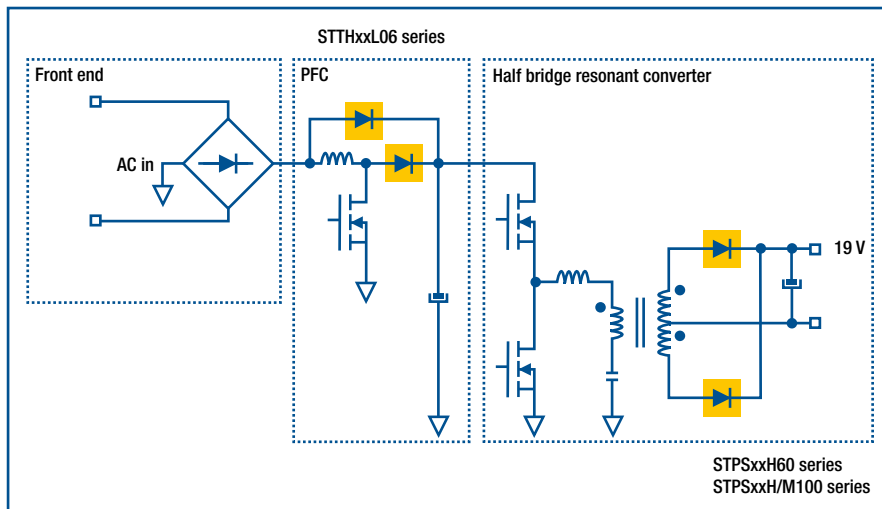 STTHxxL06 series
Front end
PFC
Half bridge resonant converter
AC in
19 V
STPSxxH60 series
STPSxxH/M100 series